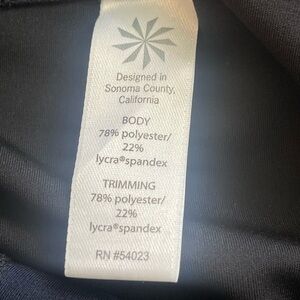 Designed in
Sonoma County,
California
BODY
78% polyester/
22%
lycra®spandex
TRIMMING
78% polyester/
22%
lycra®spandex
RN #54023